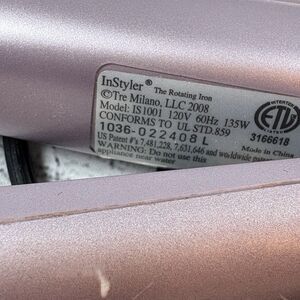 InStyler® The Rotating Iron
©Tre Milano, LLC 2008
Model: IS1001 120V 60Hz 135W
CONFORMS TO UL STD.859
1036-022408 L
US Patent #'s 7,481,228, 7,631,646 and worldwide
WARNING: Do not use this
appliance near water
ETL
INTERTEK
3166618
Made in China